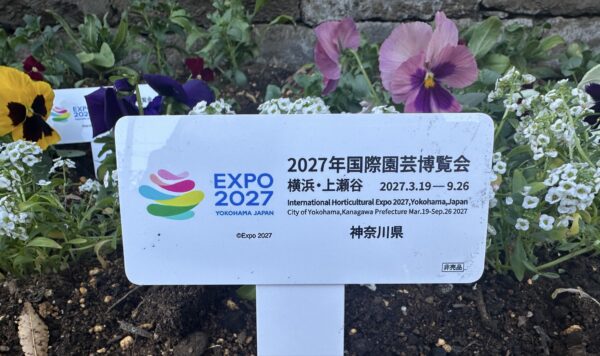 EXPO
2027
YOKOHAMA JAPAN
©Expo 2027
2027年国際園芸博覧会
横浜・上瀬谷 2027.3.19—9.26
International Horticultural Expo 2027,Yokohama,Japan
City of Yokohama,Kanagawa Prefecture Mar.19-Sep.26 2027
神奈川県
非売品